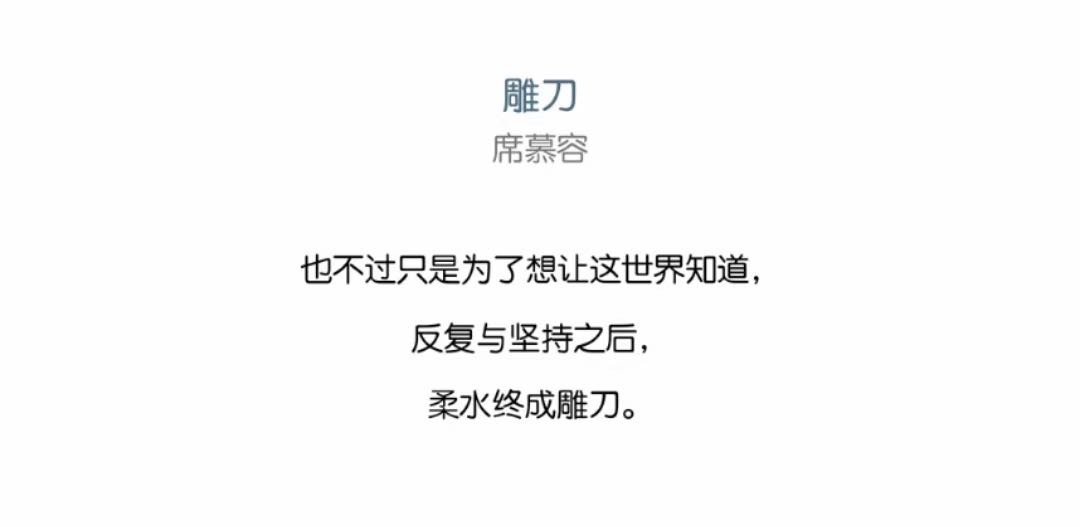 雕刀
席慕容
也不过只是为了想让这世界知道，
反复与坚持之后，
柔水终成雕刀。